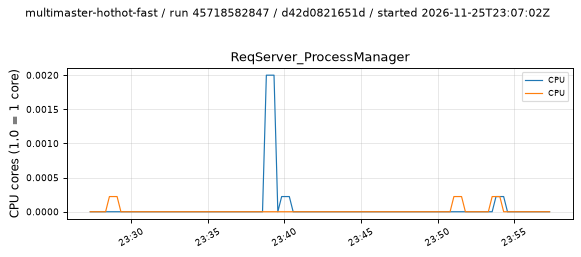 multimaster-hothot-fast / run 45718582847 / d42d0821651d / started 2026-11-25T23:07:02Z
ReqServer_ProcessManager
CPU cores (1.0 = 1 core)
0.0020
0.0015
0.0010
0.0005
0.0000
CPU
CPU
23:30
23:35
23:40
23:45
23:50
23:55